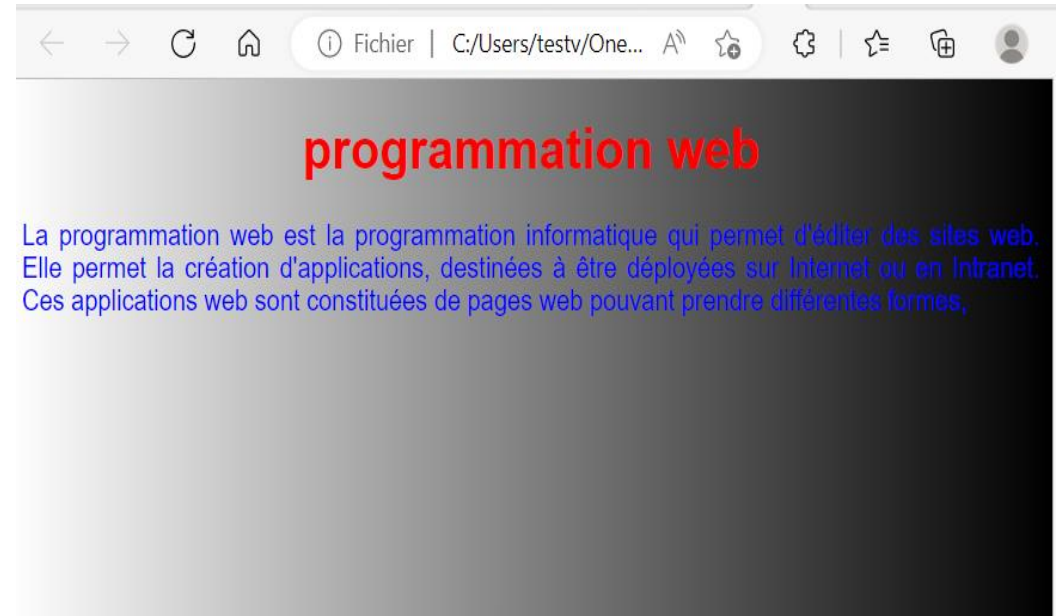 Fichier | C:/Users/testv/One...
programmation web
La programmation web est la programmation informatique qui permet d'éditer des sites web.
Elle permet la création d'applications, destinées à être déployées sur Internet ou en Intranet.
Ces applications web sont constituées de pages web pouvant prendre différentes formes,